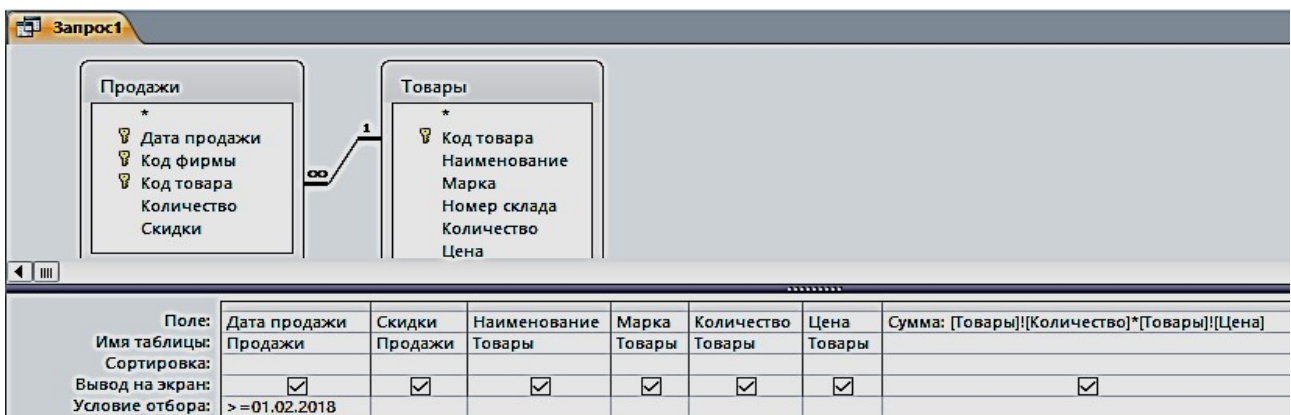 Запрос1
Продажи
*
Дата продажи
Код фирмы
Код товара
Количество
Скидки
∞
1
Товары
*
Код товара
Наименование
Марка
Номер склада
Количество
Цена
Поле: Дата продажи Скидки Наименование Марка Количество Цена Сумма: [Товары]![Количество]*[Товары]![Цена]
Имя таблицы: Продажи Продажи Товары Товары Товары Товары
Сортировка:
Вывод на экран:
Условие отбора: >=01.02.2018